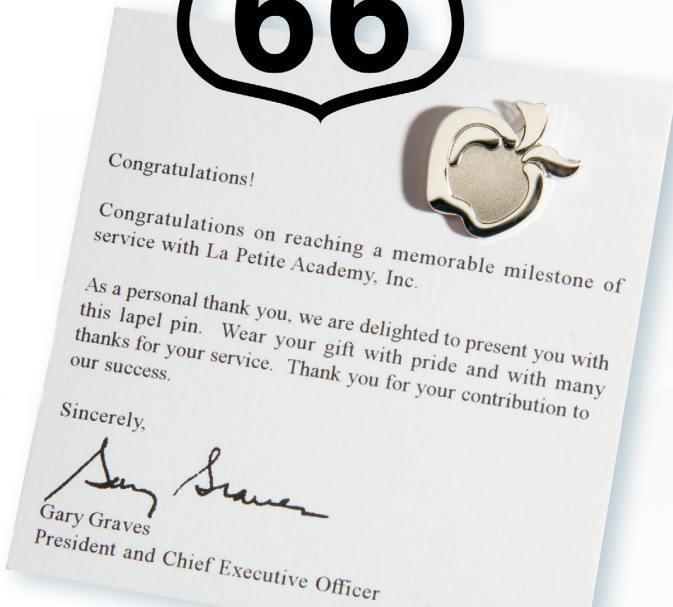 66
Congratulations!
Congratulations on reaching a memorable milestone of
service with La Petite Academy, Inc.
As a personal thank you, we are delighted to present you with
this lapel pin. Wear your gift with pride and with many
thanks for your service. Thank you for your contribution to
our success.
Sincerely,
Gary Graves
Gary Graves
President and Chief Executive Officer